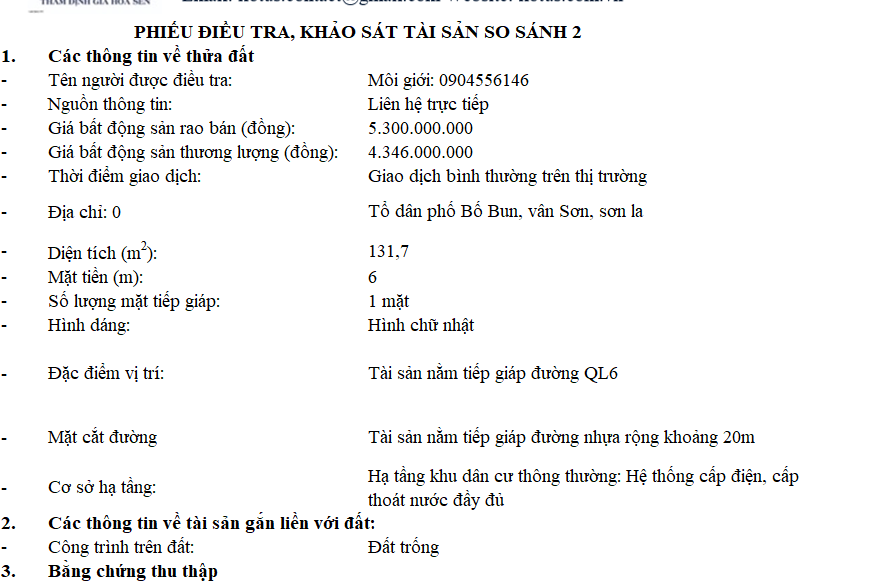 PHIẾU ĐIỀU TRA, KHẢO SÁT TÀI SẢN SO SÁNH 2
1. Các thông tin về thửa đất
- Tên người được điều tra: Môi giới: 0904556146
- Nguồn thông tin: Liên hệ trực tiếp
- Giá bất động sản rao bán (đồng): 5.300.000.000
- Giá bất động sản thương lượng (đồng): 4.346.000.000
- Thời điểm giao dịch: Giao dịch bình thường trên thị trường
- Địa chỉ: 0 Tổ dân phố Bó Bun, vân Sơn, sơn la
- Diện tích (m²): 131,7
- Mặt tiền (m): 6
- Số lượng mặt tiếp giáp: 1 mặt
- Hình dáng: Hình chữ nhật
- Đặc điểm vị trí: Tài sản nằm tiếp giáp đường QL6
- Mặt cắt đường Tài sản nằm tiếp giáp đường nhựa rộng khoảng 20m
- Cơ sở hạ tầng: Hạ tầng khu dân cư thông thường: Hệ thống cấp điện, cấp
thoát nước đầy đủ
2. Các thông tin về tài sản gắn liền với đất:
- Công trình trên đất: Đất trống
3. Bằng chứng thu thập